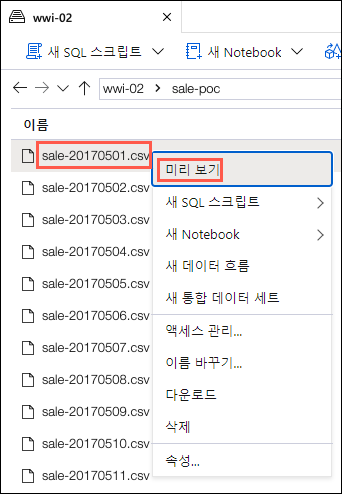 wwi-02
새 SQL 스크립트
새 Notebook
wwi-02
sale-poc
이름
sale-20170501.csv
미리 보기
sale-20170502.csv
새 SQL 스크립트
sale-20170503.csv
새 Notebook
sale-20170504.csv
새 데이터 흐름
sale-20170505.csv
새 통합 데이터 세트
sale-20170506.csv
액세스 관리...
sale-20170507.csv
이름 바꾸기...
sale-20170508.csv
다운로드
sale-20170509.csv
삭제
sale-20170510.csv
속성...
sale-20170511.csv